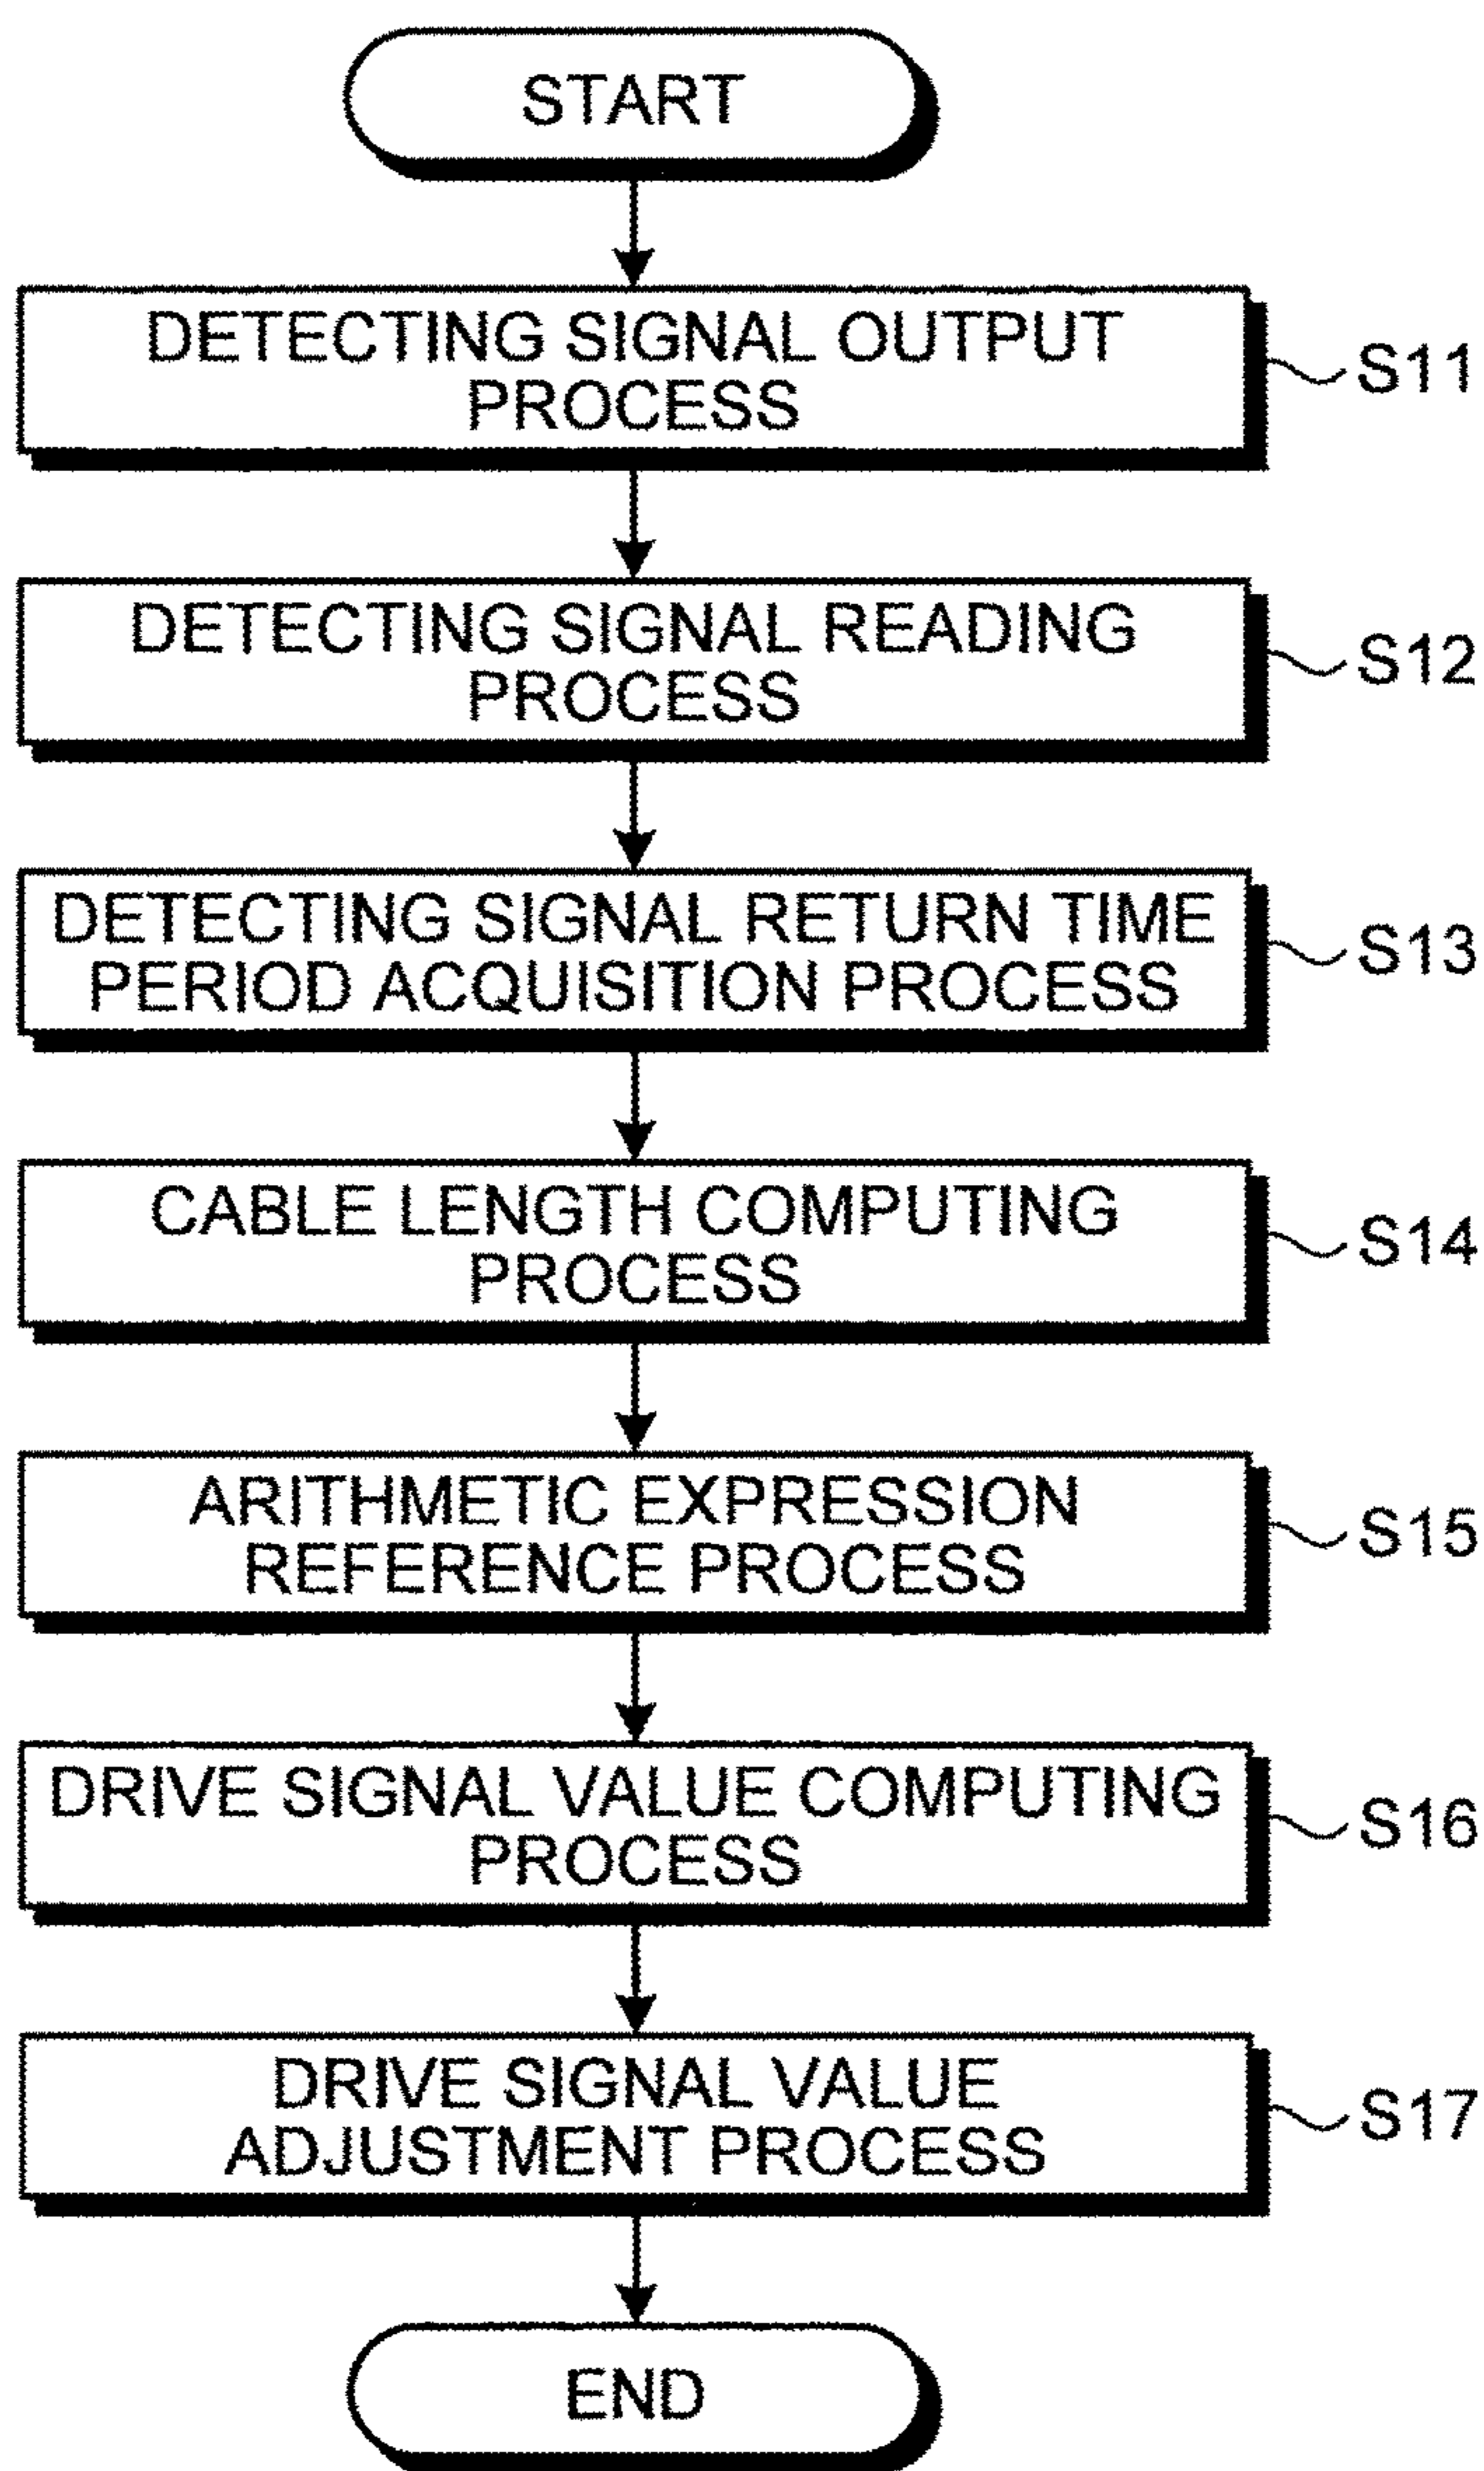 START
DETECTING SIGNAL OUTPUT
PROCESS
S11
DETECTING SIGNAL READING
PROCESS
S12
DETECTING SIGNAL RETURN TIME
PERIOD ACQUISITION PROCESS
S13
CABLE LENGTH COMPUTING
PROCESS
S14
ARITHMETIC EXPRESSION
REFERENCE PROCESS
S15
DRIVE SIGNAL VALUE COMPUTING
PROCESS
S16
DRIVE SIGNAL VALUE
ADJUSTMENT PROCESS
S17
END